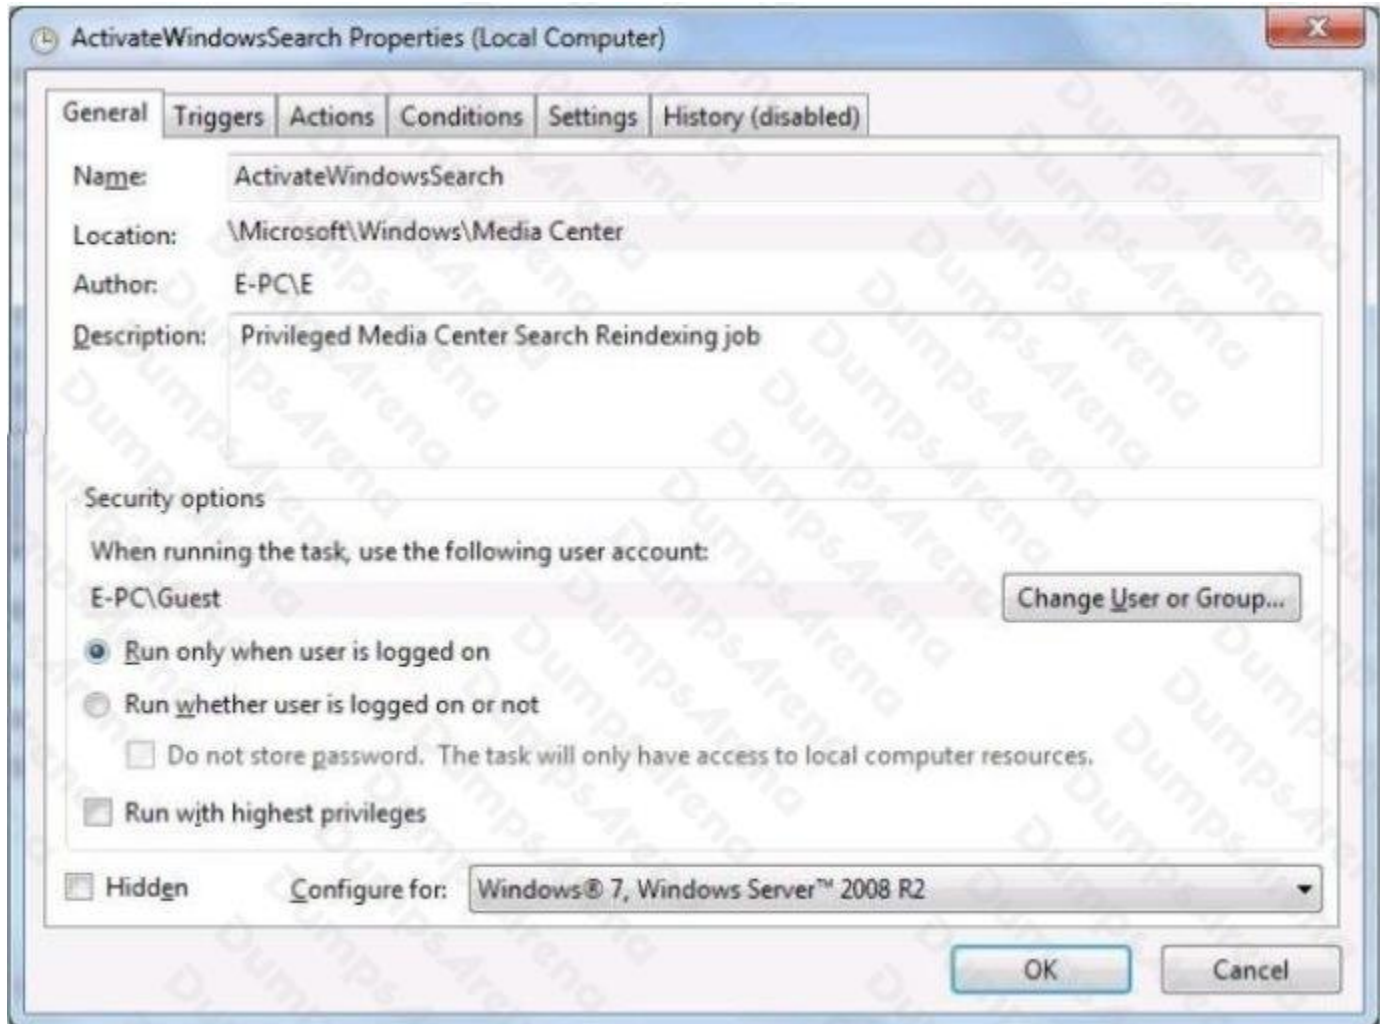 ActivateWindowsSearch Properties (Local Computer)
General Triggers Actions Conditions Settings History (disabled)
Name: ActivateWindowsSearch
Location: \Microsoft\Windows\Media Center
Author: E-PC\E
Description: Privileged Media Center Search Reindexing job
Security options
When running the task, use the following user account:
E-PC\Guest Change User or Group...
Run only when user is logged on
Run whether user is logged on or not
Do not store password. The task will only have access to local computer resources.
Run with highest privileges
Hidden Configure for: Windows® 7, Windows Server™ 2008 R2
OK Cancel
DumpsArena